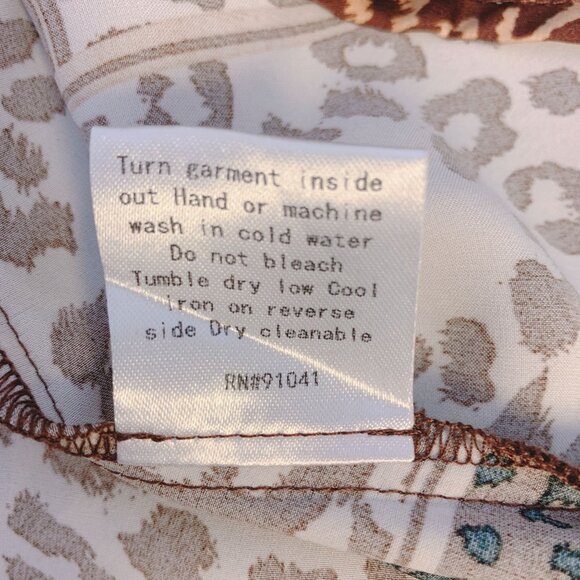 Turn garment inside
out Hand or machine
wash in cold water
Do not bleach
Tumble dry low Cool
iron on reverse
side Dry cleanable
RN#91041